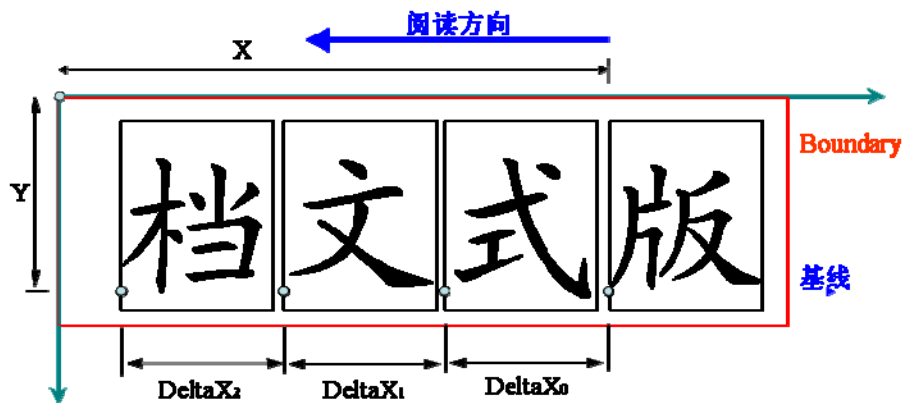 阅读方向
X
Boundary
Y
档 文 式 版
基线
DeltaX₂ DeltaX₁ DeltaX₀